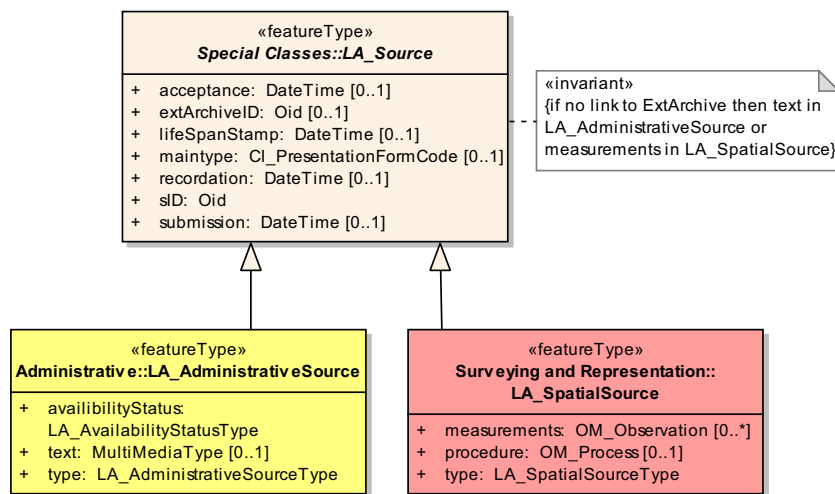 «featureType»
Special Classes::LA_Source
+ acceptance: DateTime [0..1]
+ extArchiveID: Oid [0..1]
+ lifeSpanStamp: DateTime [0..1]
+ maintype: CI_PresentationFormCode [0..1]
+ recordation: DateTime [0..1]
+ sID: Oid
+ submission: DateTime [0..1]
«invariant»
{if no link to ExtArchive then text in
LA_AdministrativeSource or
measurements in LA_SpatialSource}
«featureType»
Administrative::LA_AdministrativeSource
+ availibilityStatus:
LA_AvailabilityStatusType
+ text: MultiMediaType [0..1]
+ type: LA_AdministrativeSourceType
«featureType»
Surveying and Representation::
LA_SpatialSource
+ measurements: OM_Observation [0..*]
+ procedure: OM_Process [0..1]
+ type: LA_SpatialSourceType